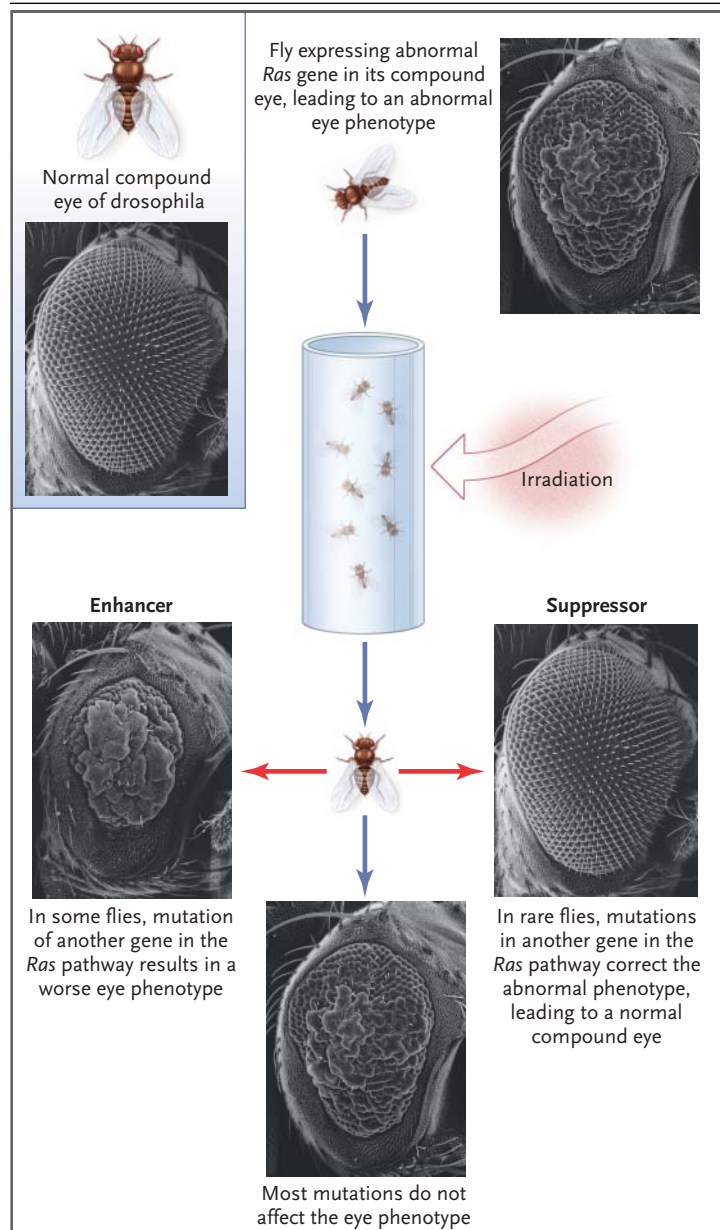 Normal compound
eye of drosophila
Fly expressing abnormal
Ras gene in its compound
eye, leading to an abnormal
eye phenotype
Irradiation
Enhancer
In some flies, mutation
of another gene in the
Ras pathway results in a
worse eye phenotype
Most mutations do not
affect the eye phenotype
Suppressor
In rare flies, mutations
in another gene in the
Ras pathway correct the
abnormal phenotype,
leading to a normal
compound eye